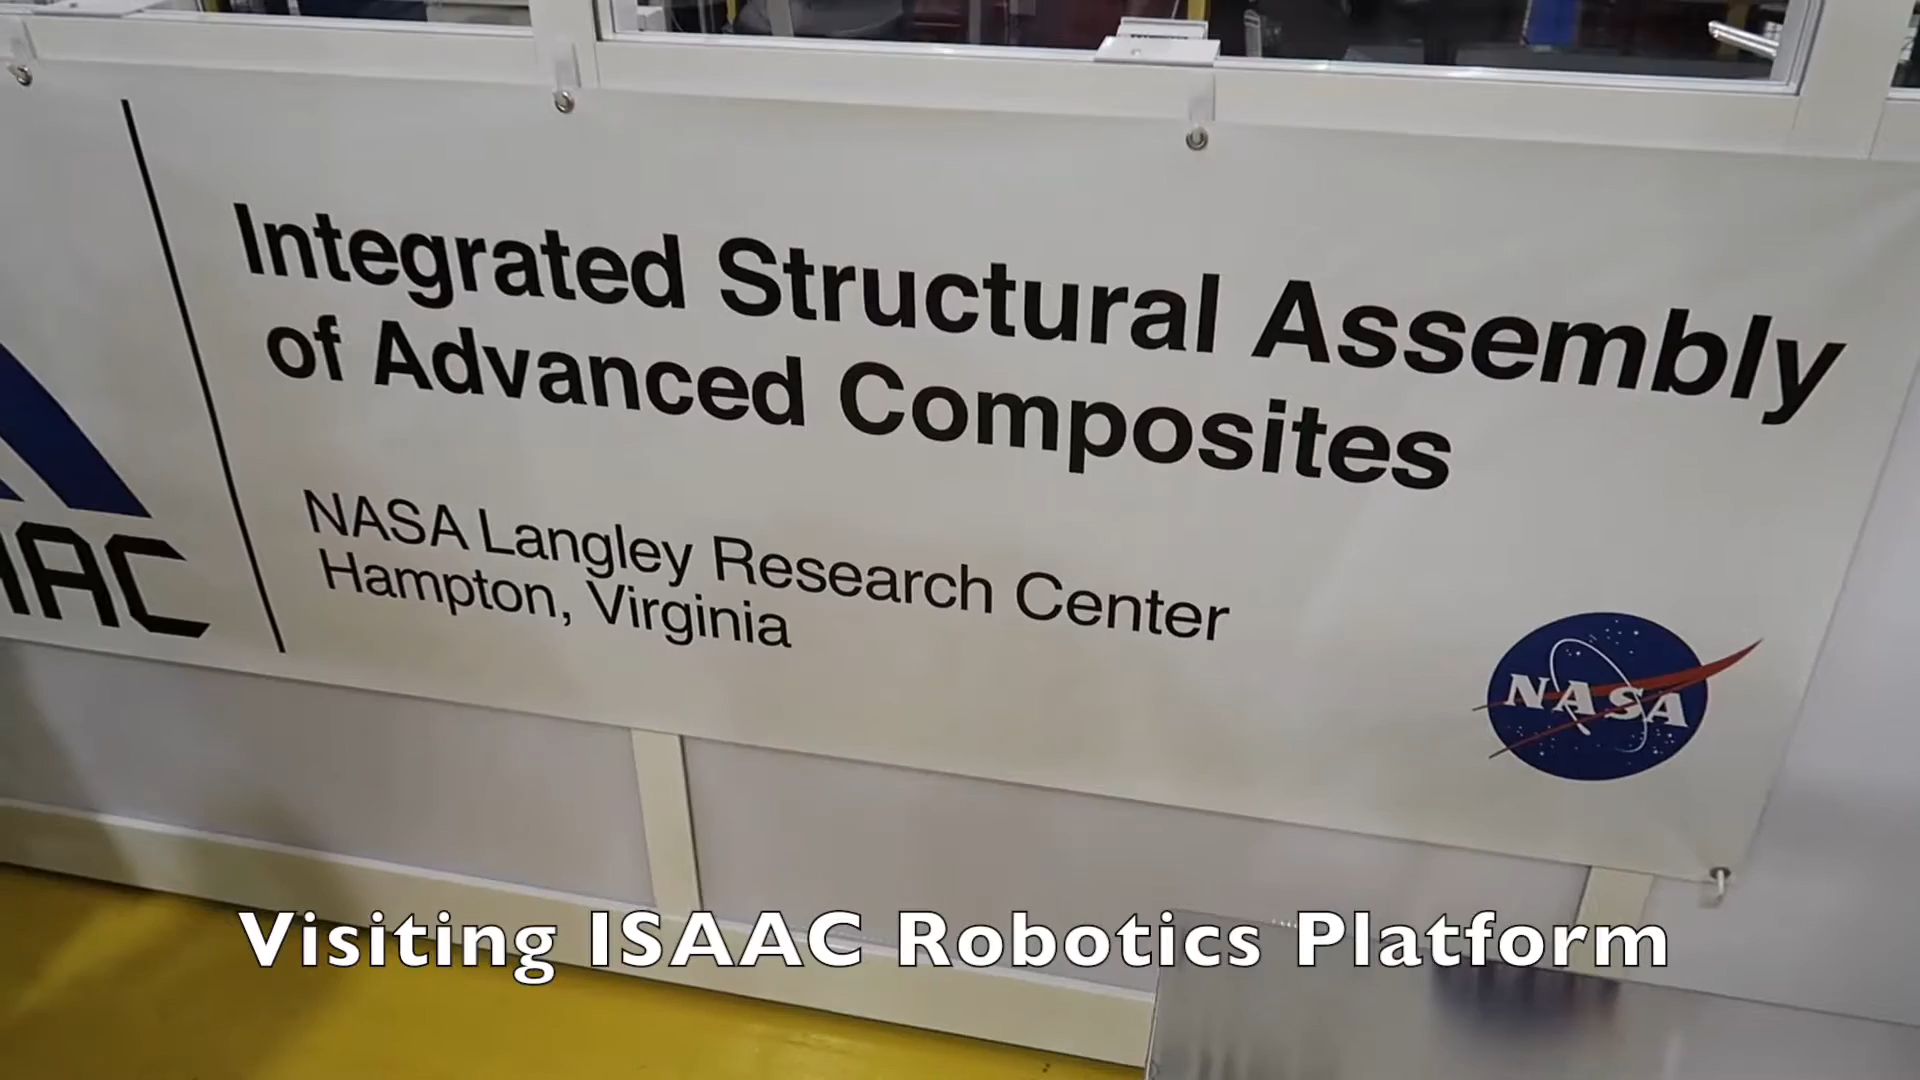 Integrated Structural Assembly
of Advanced Composites
NASA Langley Research Center
Hampton, Virginia
NASA
Visiting ISAAC Robotics Platform